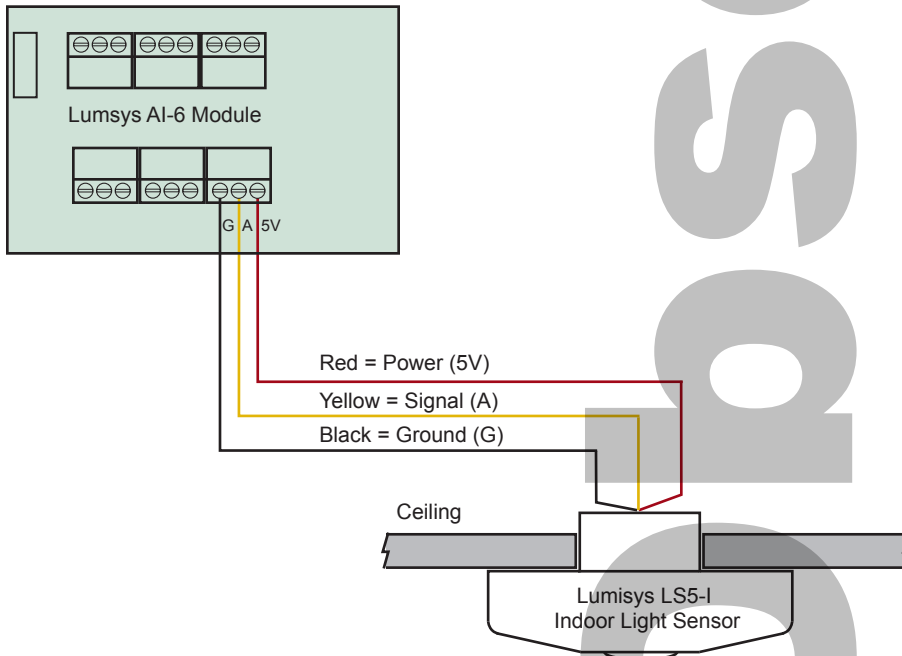 Lumsys AI-6 Module
G A 5V
Red = Power (5V)
Yellow = Signal (A)
Black = Ground (G)
Ceiling
Lumisys LS5-I
Indoor Light Sensor